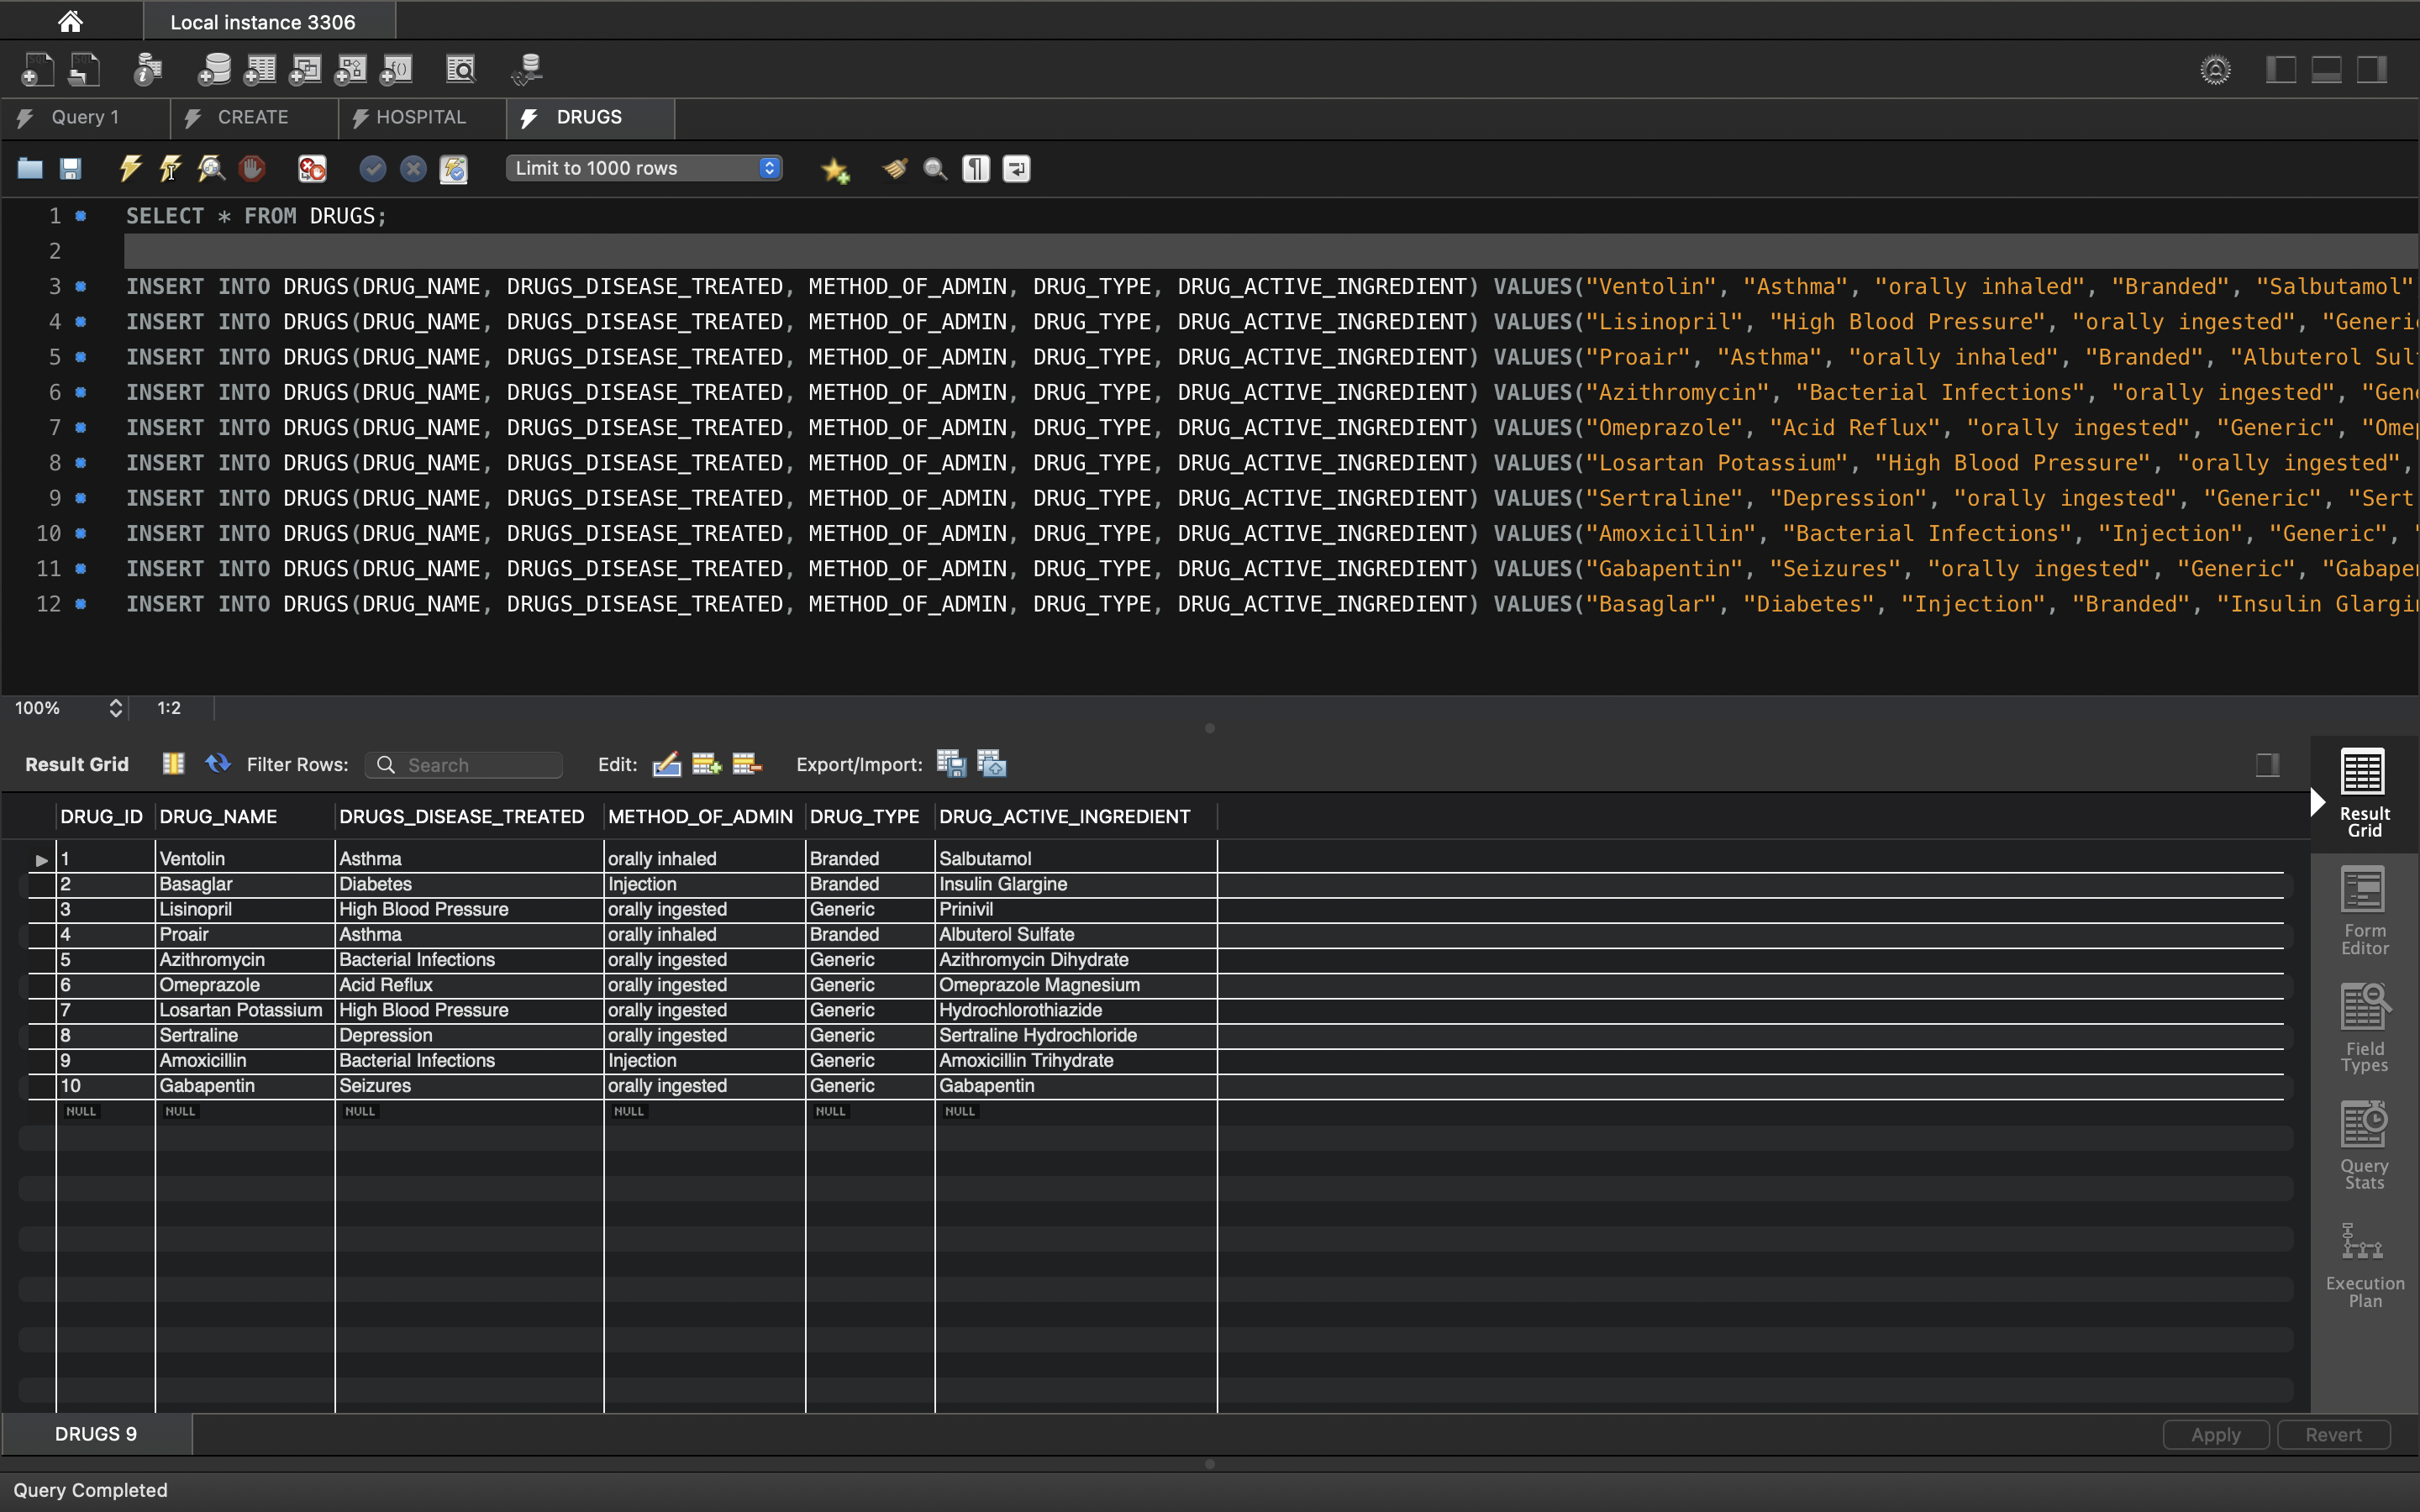 Local instance 3306
Query 1 CREATE HOSPITAL DRUGS
Limit to 1000 rows
1 SELECT * FROM DRUGS;
2
3 INSERT INTO DRUGS(DRUG_NAME, DRUGS_DISEASE_TREATED, METHOD_OF_ADMIN, DRUG_TYPE, DRUG_ACTIVE_INGREDIENT) VALUES("Ventolin", "Asthma", "orally inhaled", "Branded", "Salbutamol"
4 INSERT INTO DRUGS(DRUG_NAME, DRUGS_DISEASE_TREATED, METHOD_OF_ADMIN, DRUG_TYPE, DRUG_ACTIVE_INGREDIENT) VALUES("Lisinopril", "High Blood Pressure", "orally ingested", "Generi
5 INSERT INTO DRUGS(DRUG_NAME, DRUGS_DISEASE_TREATED, METHOD_OF_ADMIN, DRUG_TYPE, DRUG_ACTIVE_INGREDIENT) VALUES("Proair", "Asthma", "orally inhaled", "Branded", "Albuterol Sul
6 INSERT INTO DRUGS(DRUG_NAME, DRUGS_DISEASE_TREATED, METHOD_OF_ADMIN, DRUG_TYPE, DRUG_ACTIVE_INGREDIENT) VALUES("Azithromycin", "Bacterial Infections", "orally ingested", "Gen
7 INSERT INTO DRUGS(DRUG_NAME, DRUGS_DISEASE_TREATED, METHOD_OF_ADMIN, DRUG_TYPE, DRUG_ACTIVE_INGREDIENT) VALUES("Omeprazole", "Acid Reflux", "orally ingested", "Generic", "Ome
8 INSERT INTO DRUGS(DRUG_NAME, DRUGS_DISEASE_TREATED, METHOD_OF_ADMIN, DRUG_TYPE, DRUG_ACTIVE_INGREDIENT) VALUES("Losartan Potassium", "High Blood Pressure", "orally ingested",
9 INSERT INTO DRUGS(DRUG_NAME, DRUGS_DISEASE_TREATED, METHOD_OF_ADMIN, DRUG_TYPE, DRUG_ACTIVE_INGREDIENT) VALUES("Sertraline", "Depression", "orally ingested", "Generic", "Sert
10 INSERT INTO DRUGS(DRUG_NAME, DRUGS_DISEASE_TREATED, METHOD_OF_ADMIN, DRUG_TYPE, DRUG_ACTIVE_INGREDIENT) VALUES("Amoxicillin", "Bacterial Infections", "Injection", "Generic", "
11 INSERT INTO DRUGS(DRUG_NAME, DRUGS_DISEASE_TREATED, METHOD_OF_ADMIN, DRUG_TYPE, DRUG_ACTIVE_INGREDIENT) VALUES("Gabapentin", "Seizures", "orally ingested", "Generic", "Gabape
12 INSERT INTO DRUGS(DRUG_NAME, DRUGS_DISEASE_TREATED, METHOD_OF_ADMIN, DRUG_TYPE, DRUG_ACTIVE_INGREDIENT) VALUES("Basaglar", "Diabetes", "Injection", "Branded", "Insulin Glargi
100% 1:2
Result Grid Filter Rows: Search Edit: Export/Import:
DRUG_ID DRUG_NAME DRUGS_DISEASE_TREATED METHOD_OF_ADMIN DRUG_TYPE DRUG_ACTIVE_INGREDIENT
1 Ventolin Asthma orally inhaled Branded Salbutamol
2 Basaglar Diabetes Injection Branded Insulin Glargine
3 Lisinopril High Blood Pressure orally ingested Generic Prinivil
4 Proair Asthma orally inhaled Branded Albuterol Sulfate
5 Azithromycin Bacterial Infections orally ingested Generic Azithromycin Dihydrate
6 Omeprazole Acid Reflux orally ingested Generic Omeprazole Magnesium
7 Losartan Potassium High Blood Pressure orally ingested Generic Hydrochlorothiazide
8 Sertraline Depression orally ingested Generic Sertraline Hydrochloride
9 Amoxicillin Bacterial Infections Injection Generic Amoxicillin Trihydrate
10 Gabapentin Seizures orally ingested Generic Gabapentin
NULL NULL NULL NULL NULL NULL
Result
Grid
Form
Editor
Field
Types
Query
Stats
Execution
Plan
DRUGS 9 Apply Revert
Query Completed